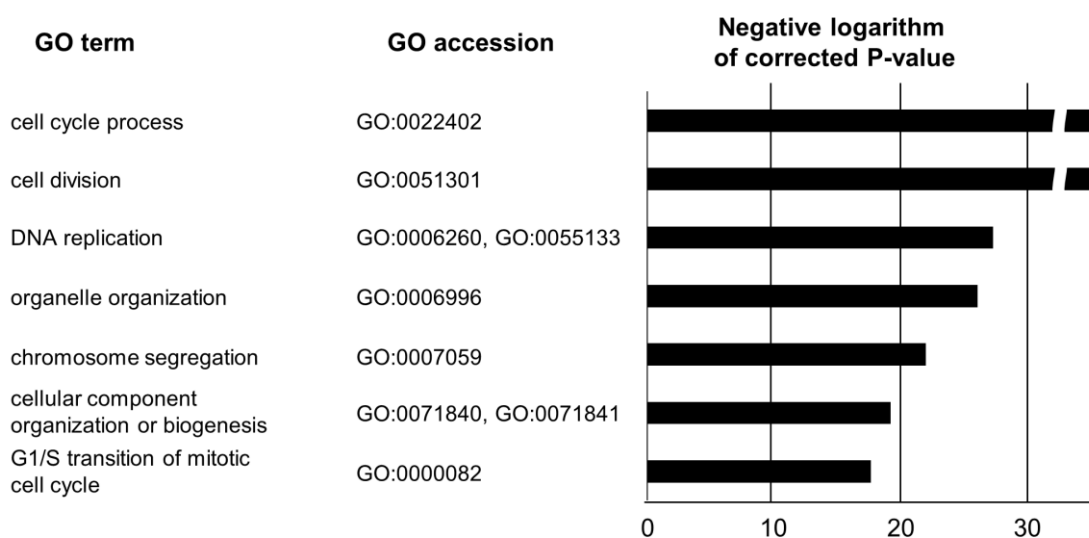 GO term
GO accession
Negative logarithm
of corrected P-value
cell cycle process
GO:0022402
cell division
GO:0051301
DNA replication
GO:0006260, GO:0055133
organelle organization
GO:0006996
chromosome segregation
GO:0007059
cellular component
organization or biogenesis
GO:0071840, GO:0071841
G1/S transition of mitotic
cell cycle
GO:0000082
0
10
20
30